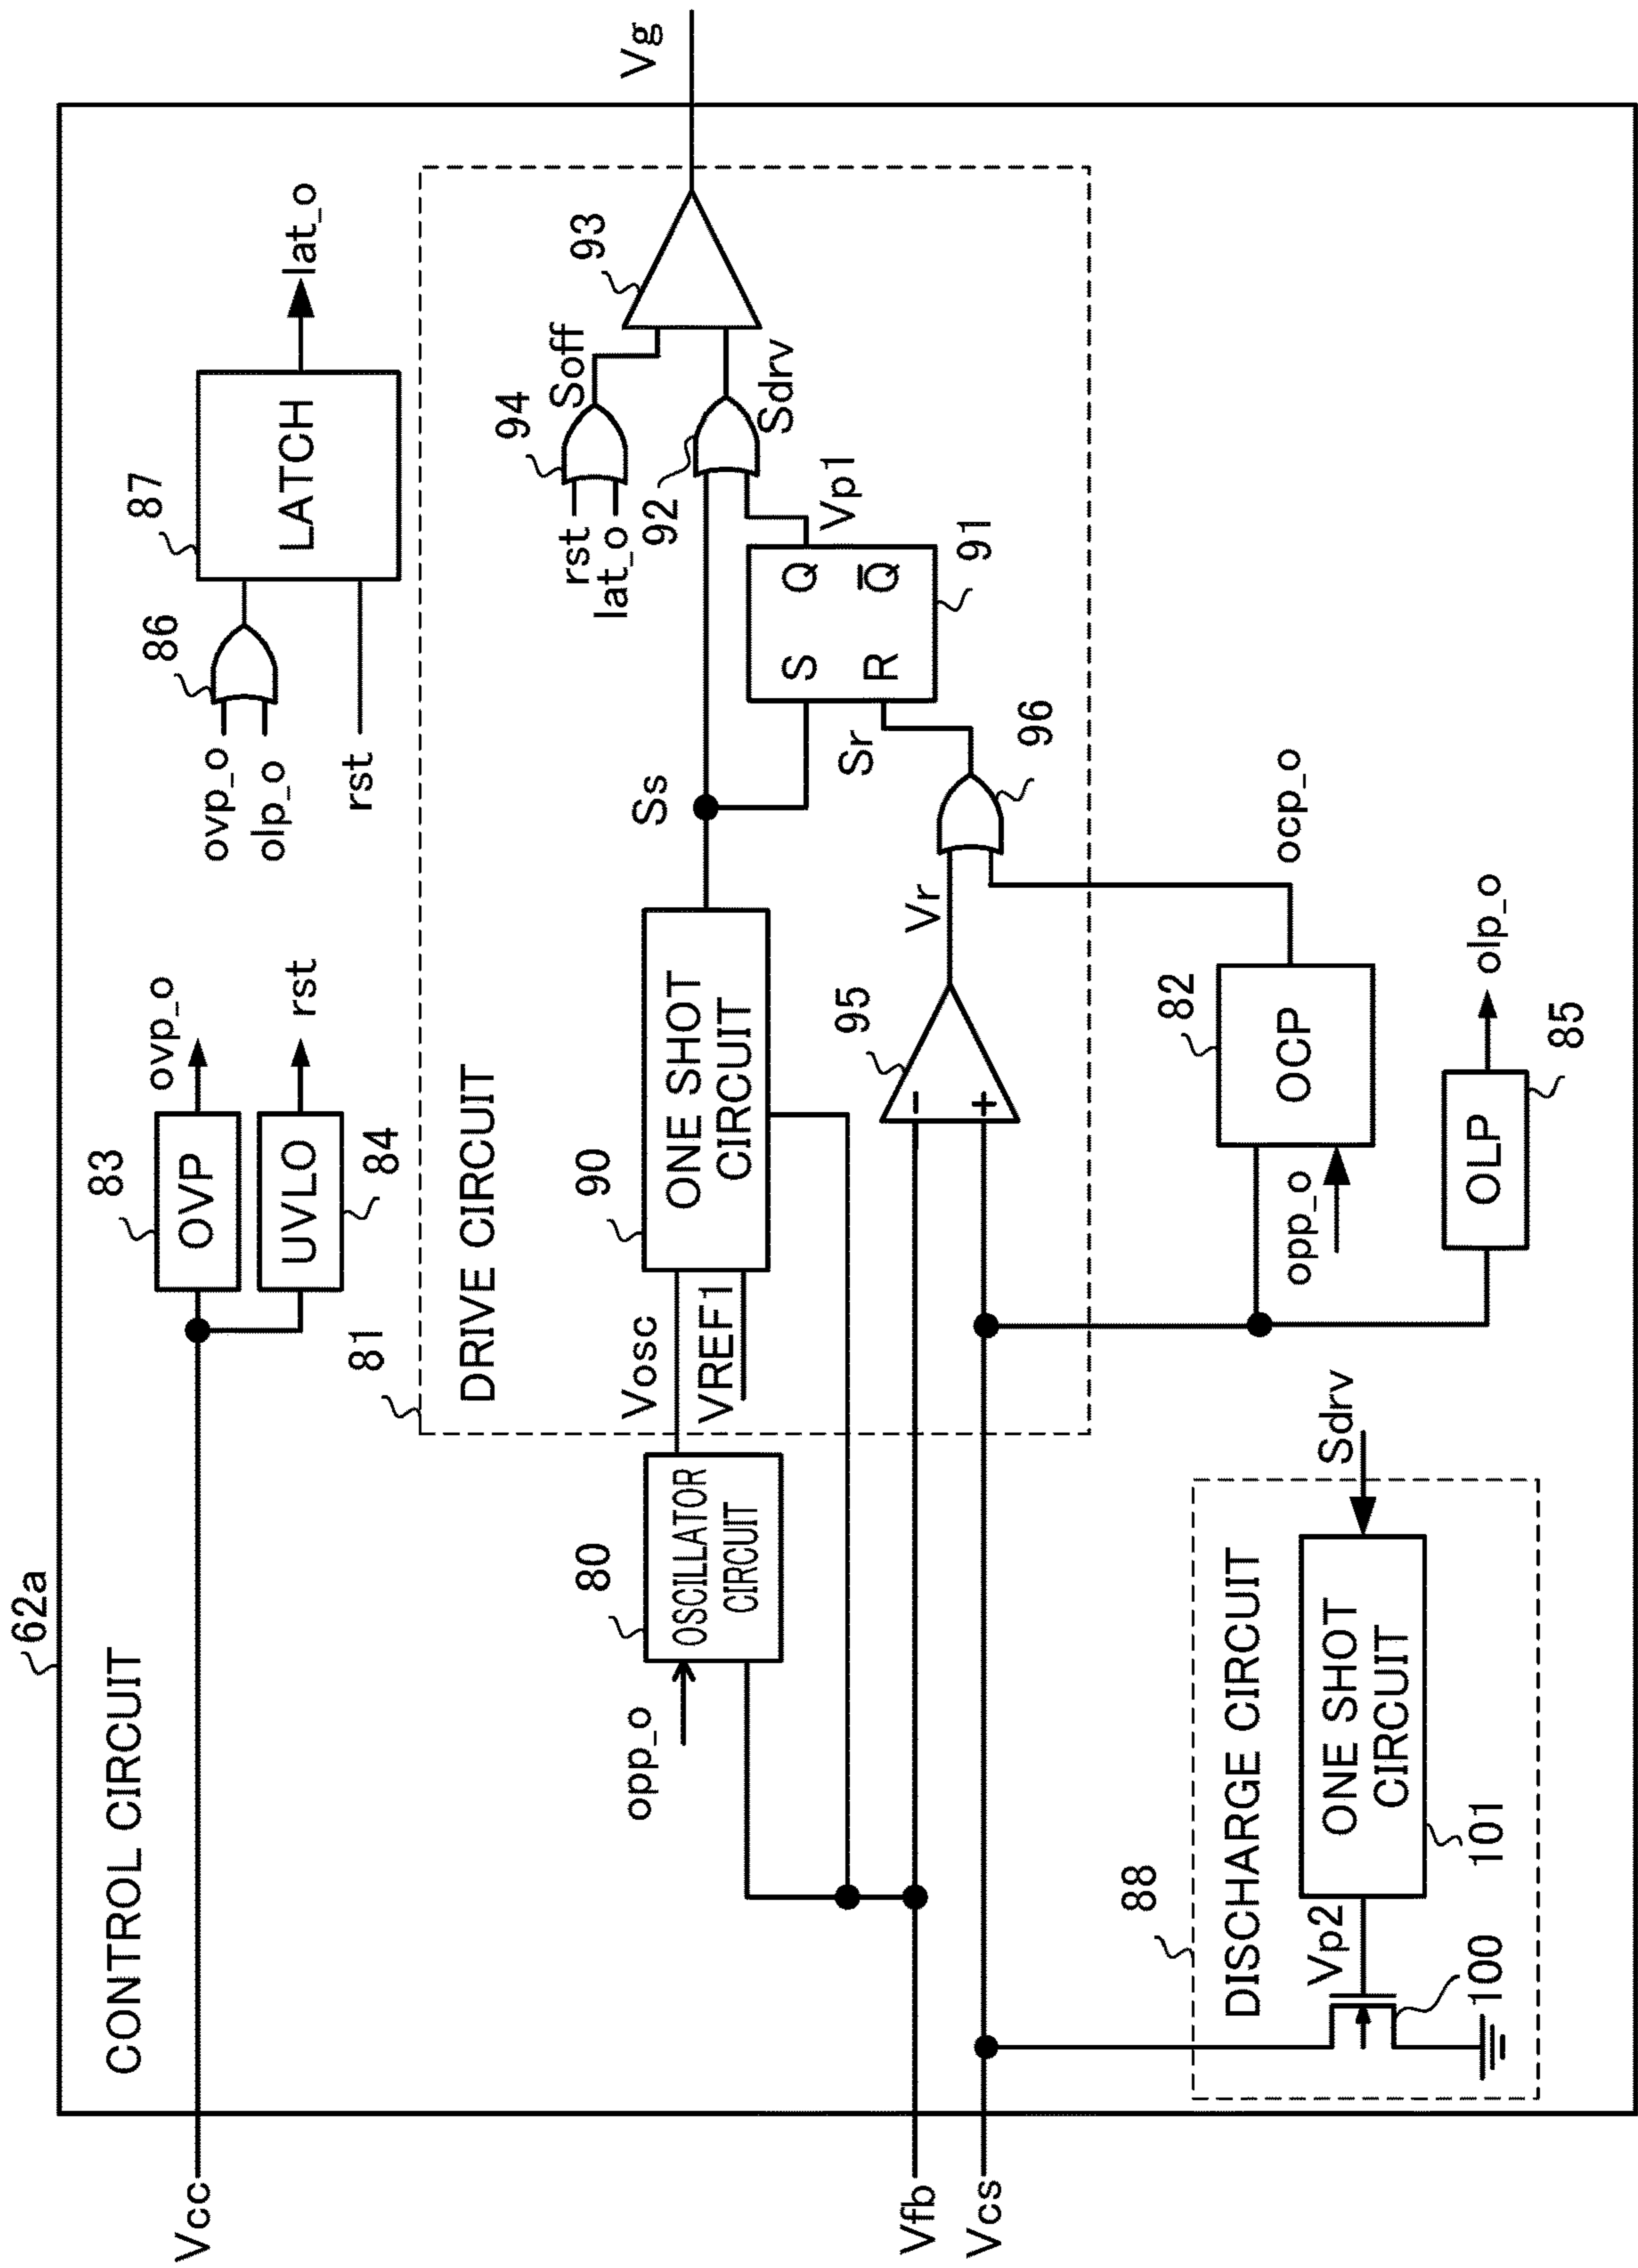 62a
CONTROL CIRCUIT
Vcc
83
OVP
ovp_o
UVLO
84
rst
ovp_o
olp_o
86
rst
87
LATCH
lat_o
81
DRIVE CIRCUIT
opp_o
80
OSCILLATOR
CIRCUIT
Vosc
VREF1
90
ONE SHOT
CIRCUIT
Ss
rst
lat_o
94
Soff
92
Sdrv
93
Vg
S
Q
R
Q̅
Vp1
91
Sr
Vfb
Vcs
95
−
+
Vr
96
opp_o
82
OCP
ocp_o
OLP
85
olp_o
88
DISCHARGE CIRCUIT
Vp2
100
ONE SHOT
CIRCUIT
101
Sdrv